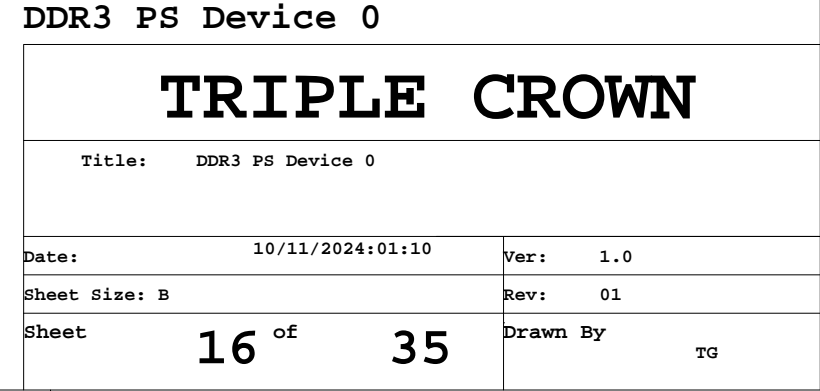 DDR3 PS Device 0
TRIPLE CROWN
Title: DDR3 PS Device 0
Date: 10/11/2024:01:10 Ver: 1.0
Sheet Size: B Rev: 01
Sheet 16 of 35 Drawn By
TG